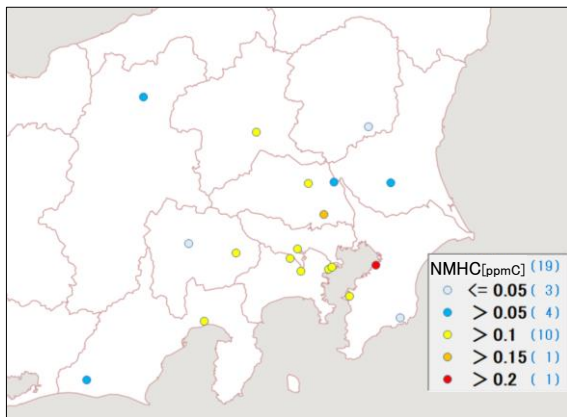 NMHC[ppmC] (19)
<= 0.05 ( 3)
> 0.05 ( 4)
> 0.1 (10)
> 0.15 ( 1)
> 0.2 ( 1)